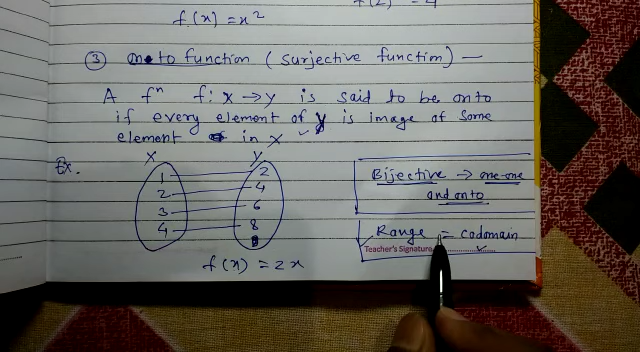 f(2) = 4
f(x) = x²
③ onto function ( surjective function) —
A fⁿ f: x → y is said to be onto
if every element of y is image of some
element in x ✓
Ex.
X Y
1 2
2 4
3 6
4 8
f(x) = 2x
Bijective → one-one
and onto
Range = codomain
Teacher's Signature ✓